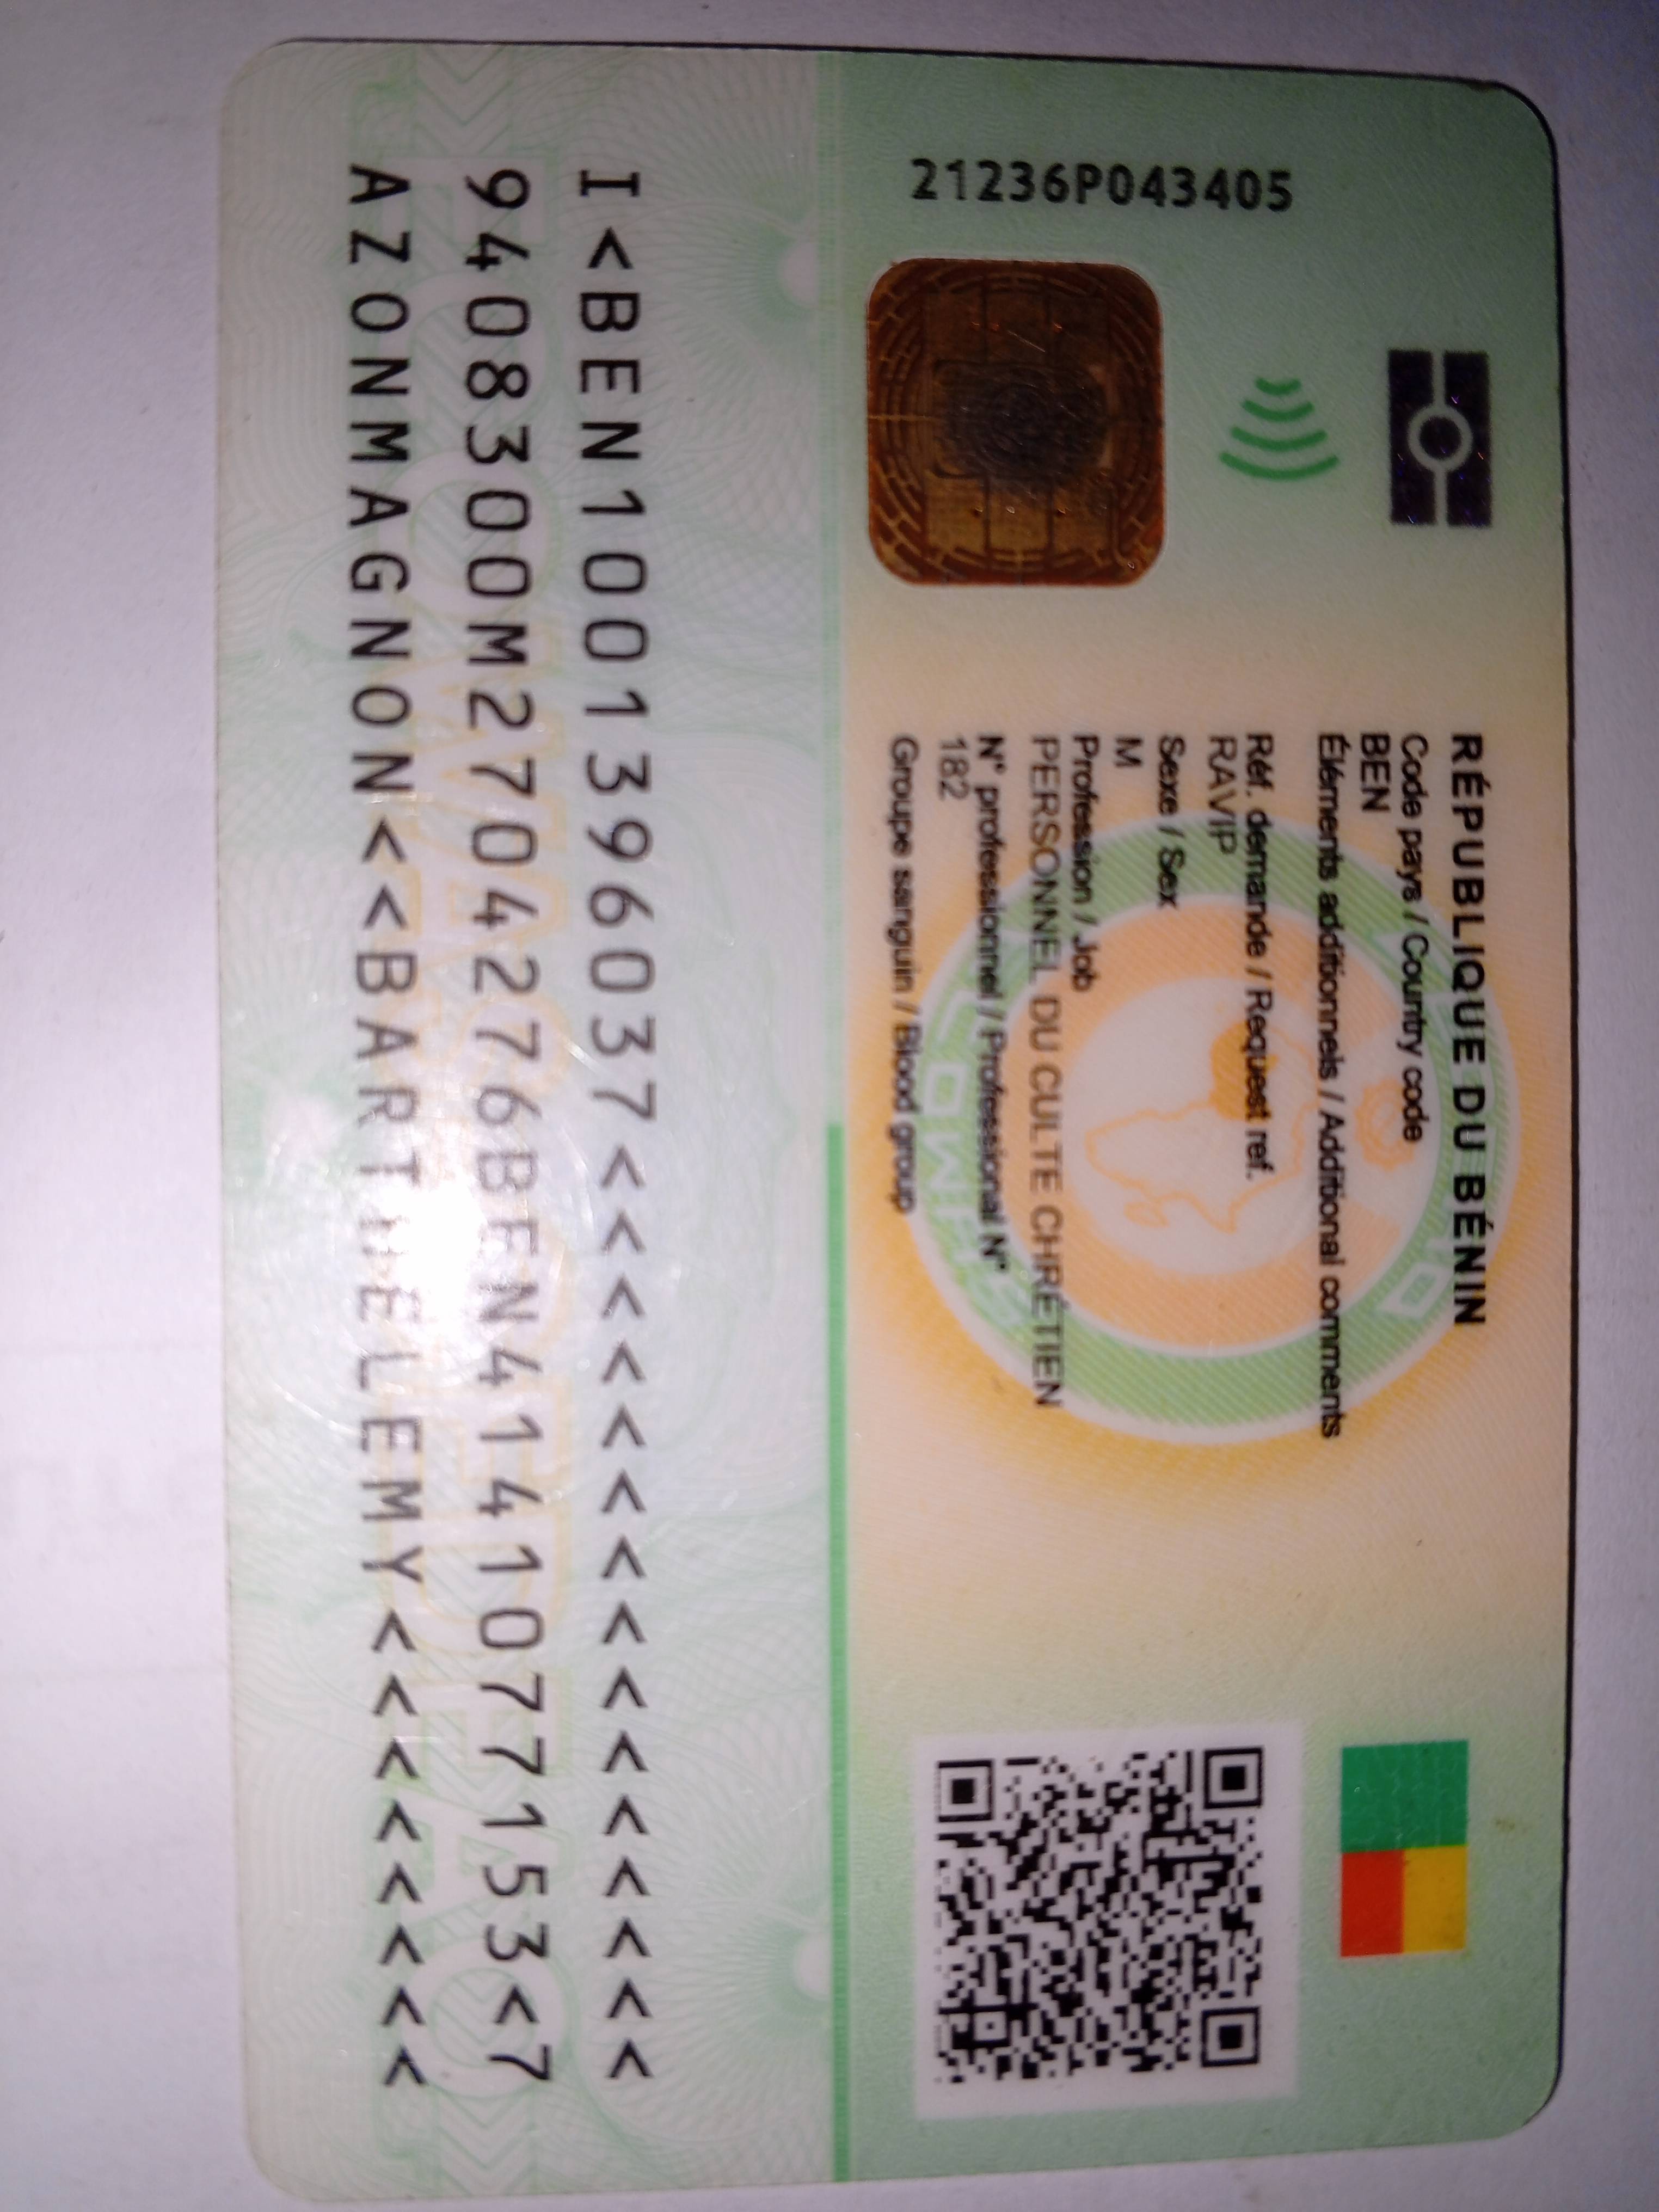 RÉPUBLIQUE DU BÉNIN
Code pays / Country code
BEN
Éléments additionnels / Additional comments
Réf. demande / Request ref.
RAVIP
Sexe / Sex
M
Profession / Job
PERSONNEL DU CULTE CHRÉTIEN
N° professionnel / Professional N°
182
Groupe sanguin / Blood group
21236P043405
I<BEN1001396037<<<<<<<<<<<<<<<
9408300M2704276BEN4141077153<7
AZONMAGNON<<BARTHELEMY<<<<<<<<